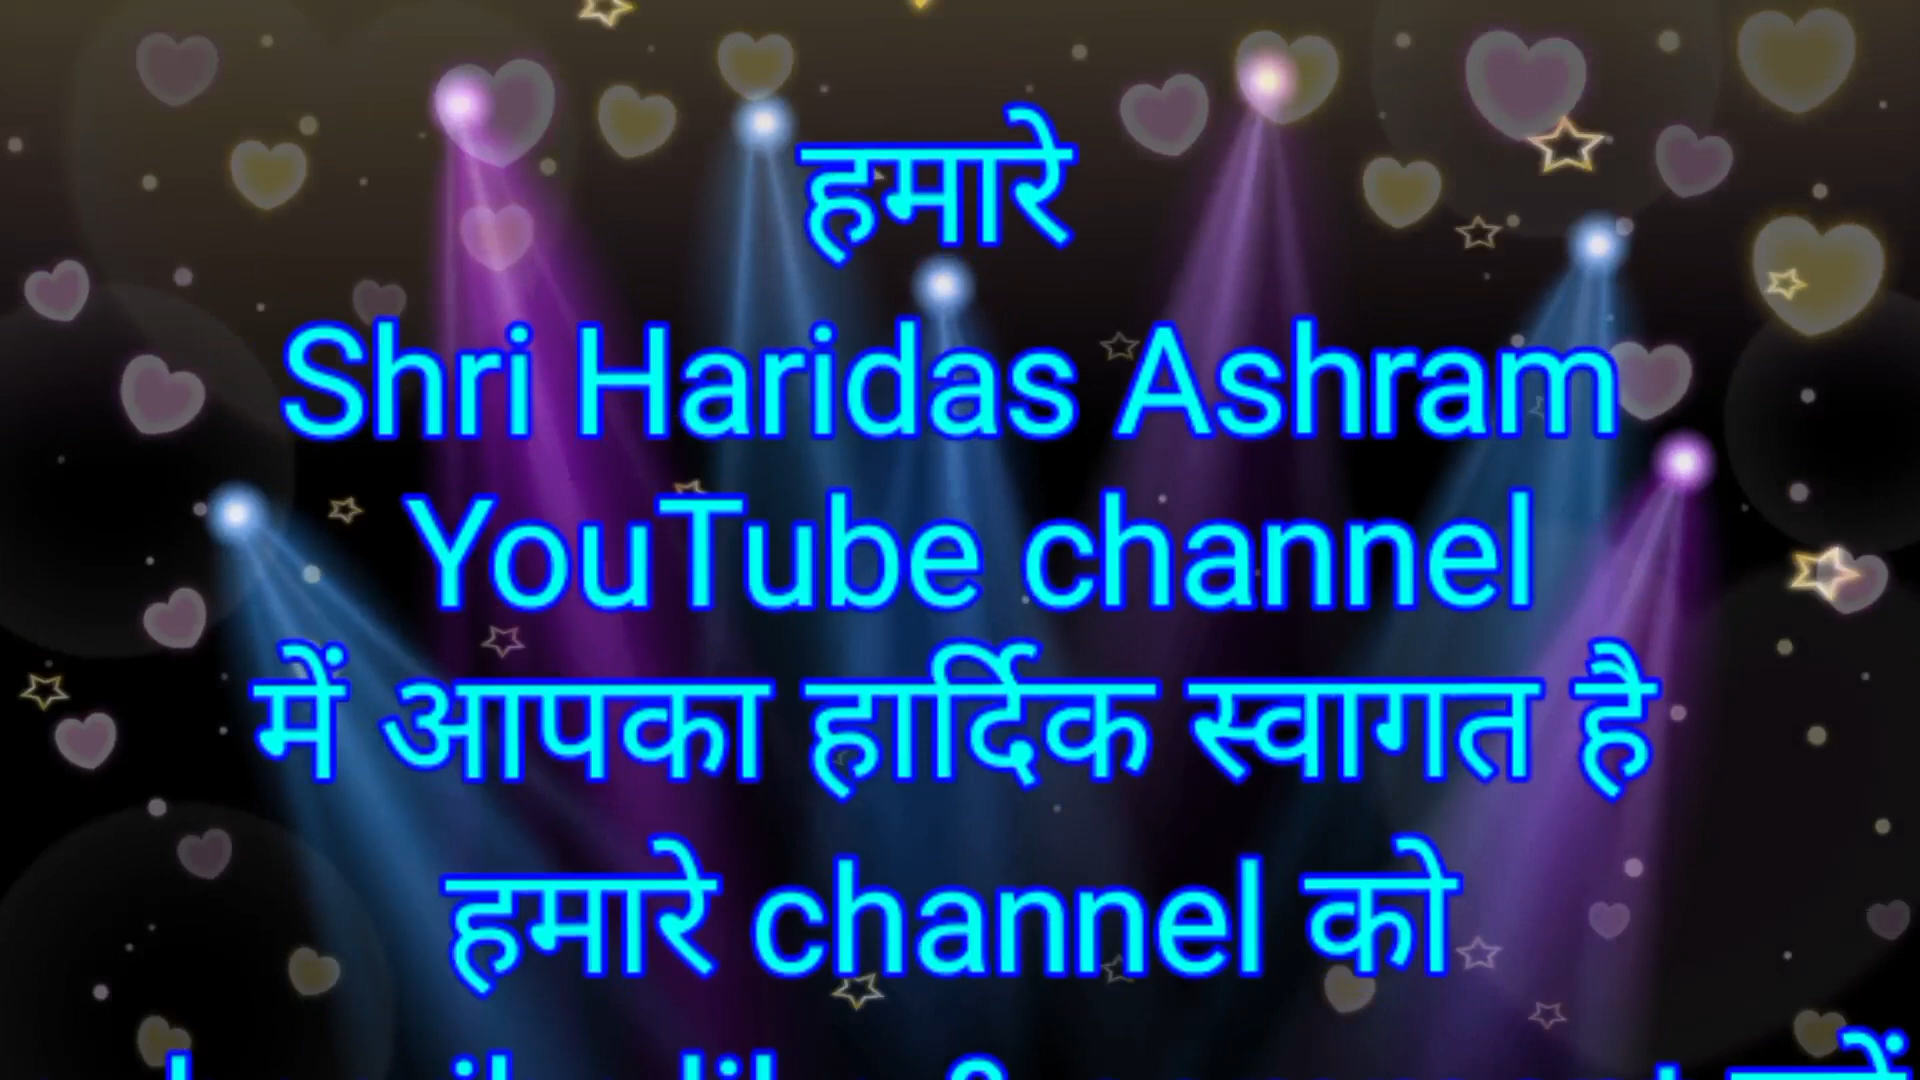 हमारे
Shri Haridas Ashram
YouTube channel
में आपका हार्दिक स्वागत है
हमारे channel को